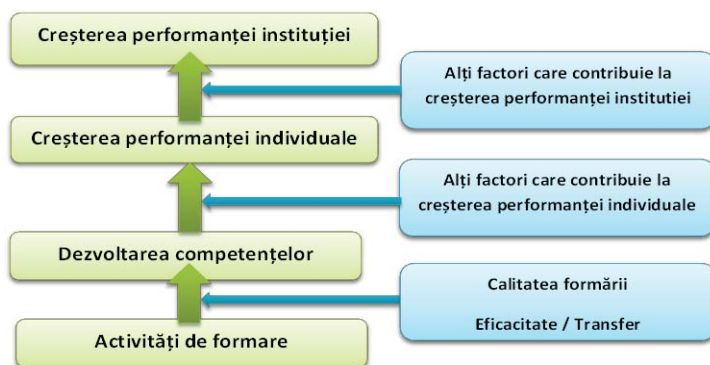 Creșterea performanței instituției
Alți factori care contribuie la
creșterea performanței institutiei
Creșterea performanței individuale
Alți factori care contribuie la
creșterea performanței individuale
Dezvoltarea competențelor
Calitatea formării
Eficacitate / Transfer
Activități de formare